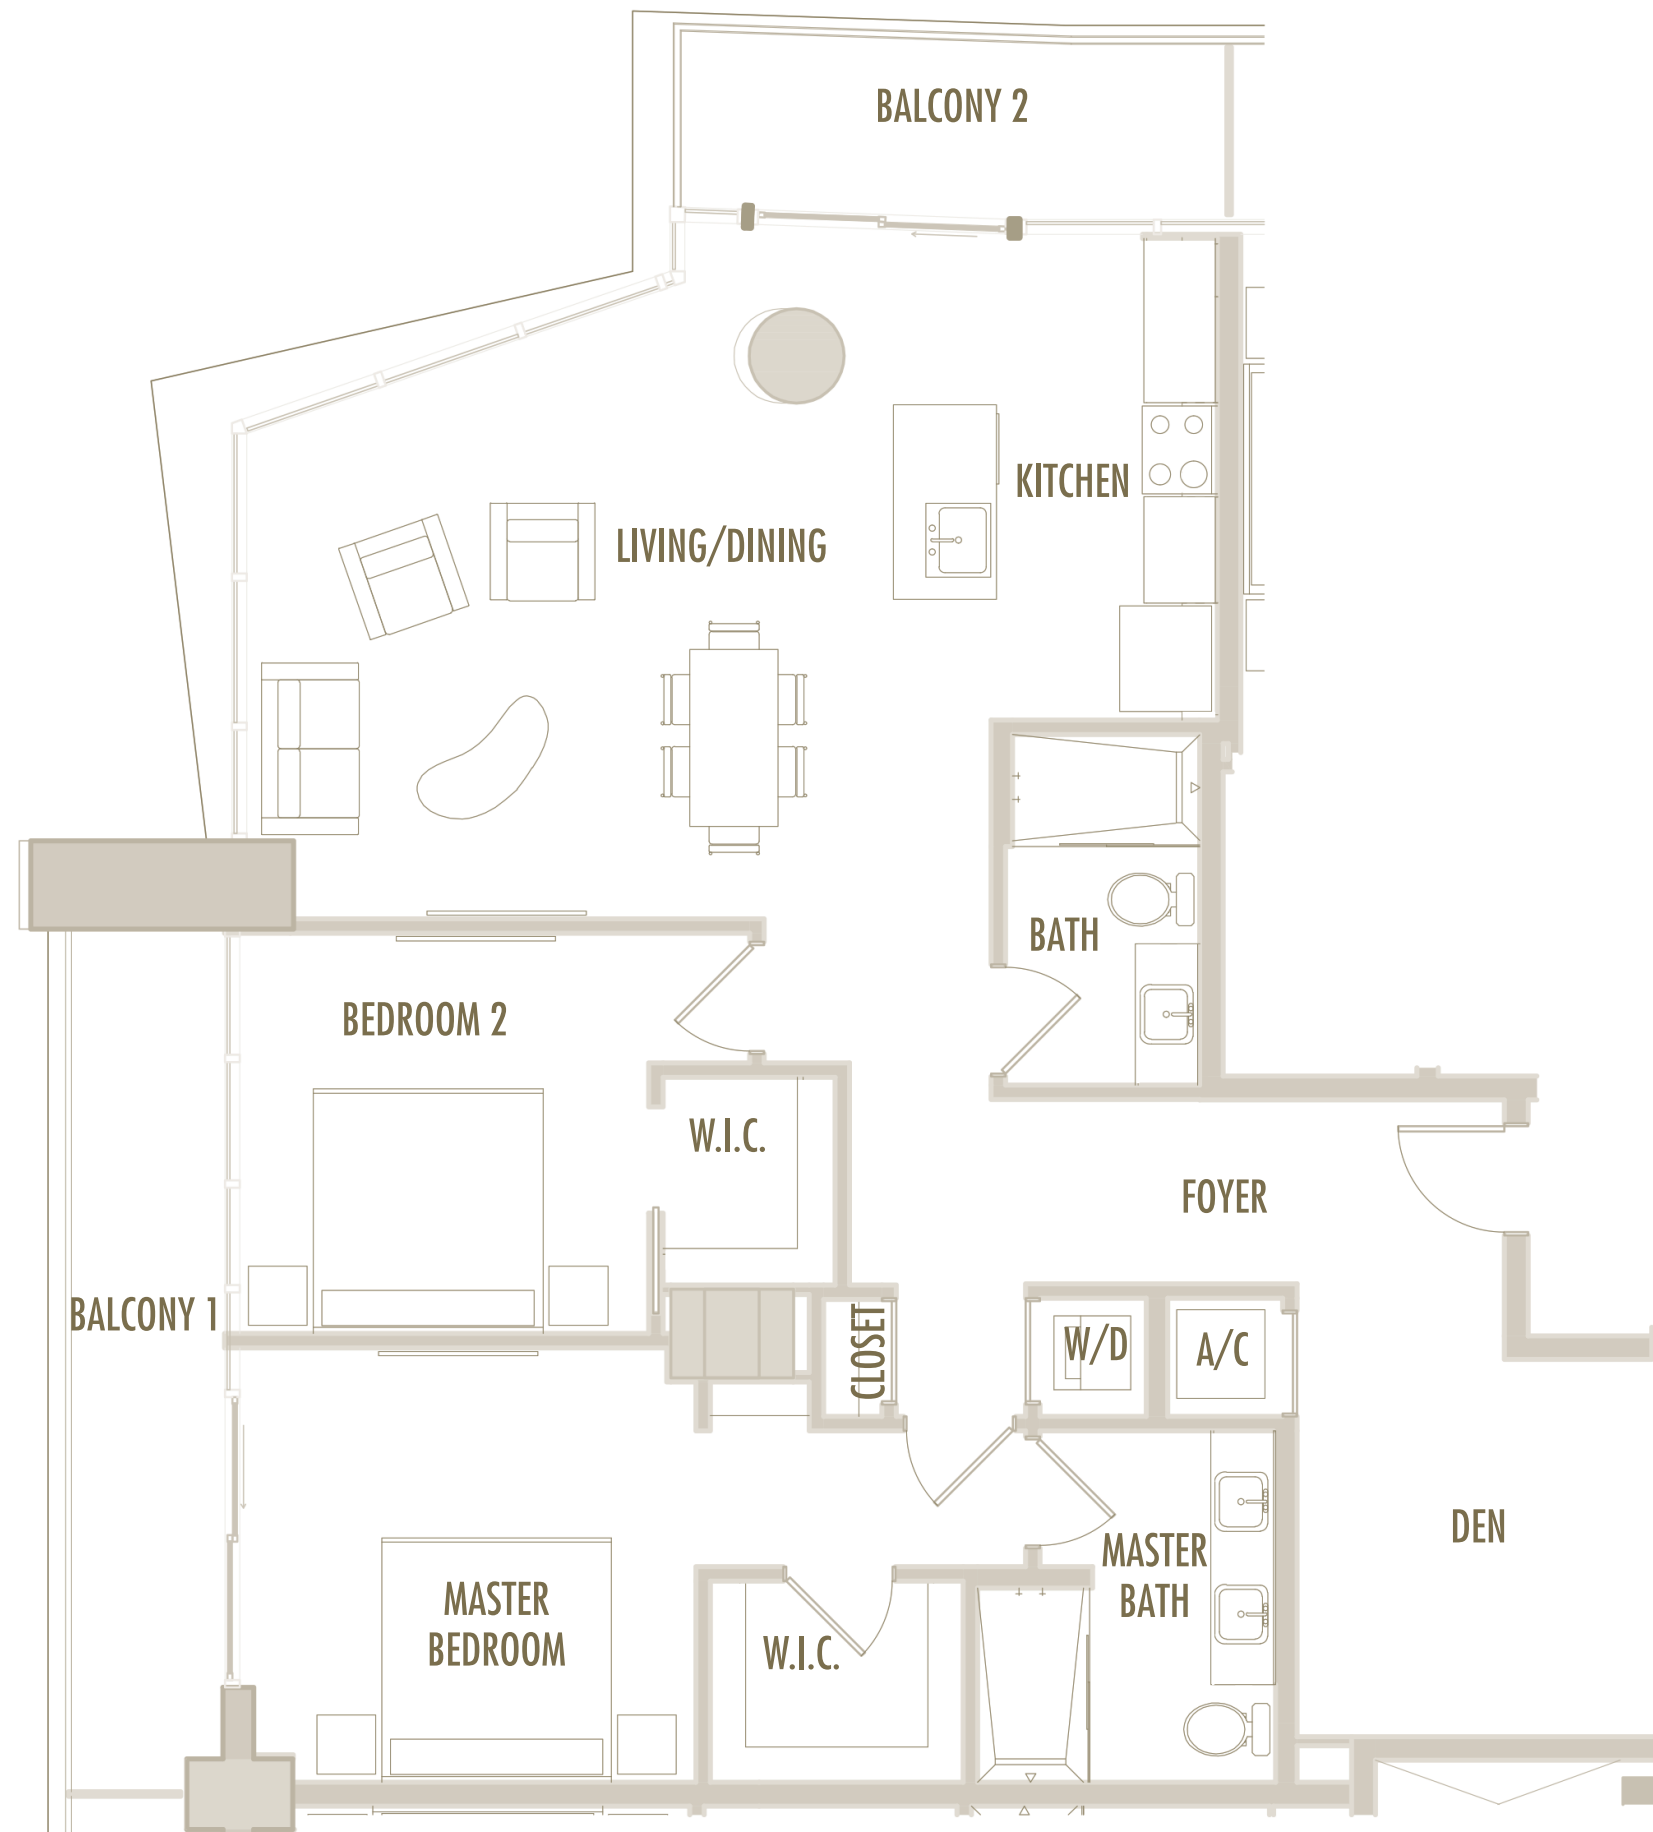 BALCONY 2
KITCHEN
LIVING/DINING
BATH
BEDROOM 2
W.I.C.
FOYER
BALCONY 1
CLOSET
W/D
A/C
DEN
MASTER
BATH
MASTER
BEDROOM
W.I.C.